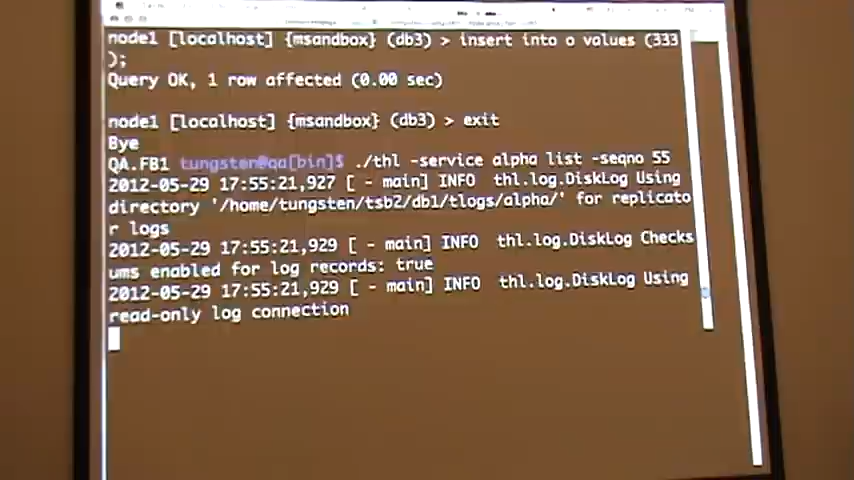 node1 [localhost] {msandbox} (db3) > insert into o values (333
);
Query OK, 1 row affected (0.00 sec)
node1 [localhost] {msandbox} (db3) > exit
Bye
QA.FB1 tungsten@qa[bin]$ ./thl -service alpha list -seqno 55
2012-05-29 17:55:21,927 [ - main] INFO  thl.log.DiskLog Using
directory '/home/tungsten/tsb2/db1/tlogs/alpha/' for replicato
r logs
2012-05-29 17:55:21,929 [ - main] INFO  thl.log.DiskLog Checks
ums enabled for log records: true
2012-05-29 17:55:21,929 [ - main] INFO  thl.log.DiskLog Using
read-only log connection